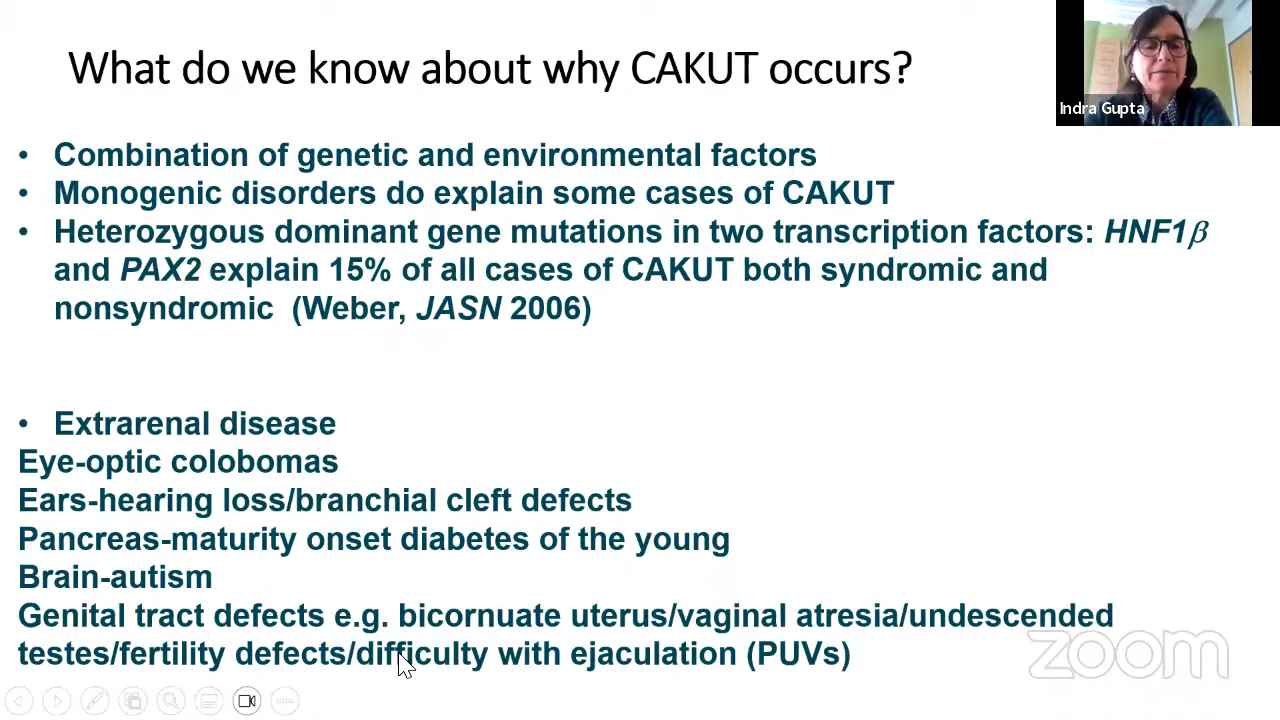 What do we know about why CAKUT occurs?
Indra Gupta
• Combination of genetic and environmental factors
• Monogenic disorders do explain some cases of CAKUT
• Heterozygous dominant gene mutations in two transcription factors: HNF1β
and PAX2 explain 15% of all cases of CAKUT both syndromic and
nonsyndromic (Weber, JASN 2006)
• Extrarenal disease
Eye-optic colobomas
Ears-hearing loss/branchial cleft defects
Pancreas-maturity onset diabetes of the young
Brain-autism
Genital tract defects e.g. bicornuate uterus/vaginal atresia/undescended
testes/fertility defects/difficulty with ejaculation (PUVs)
zoom